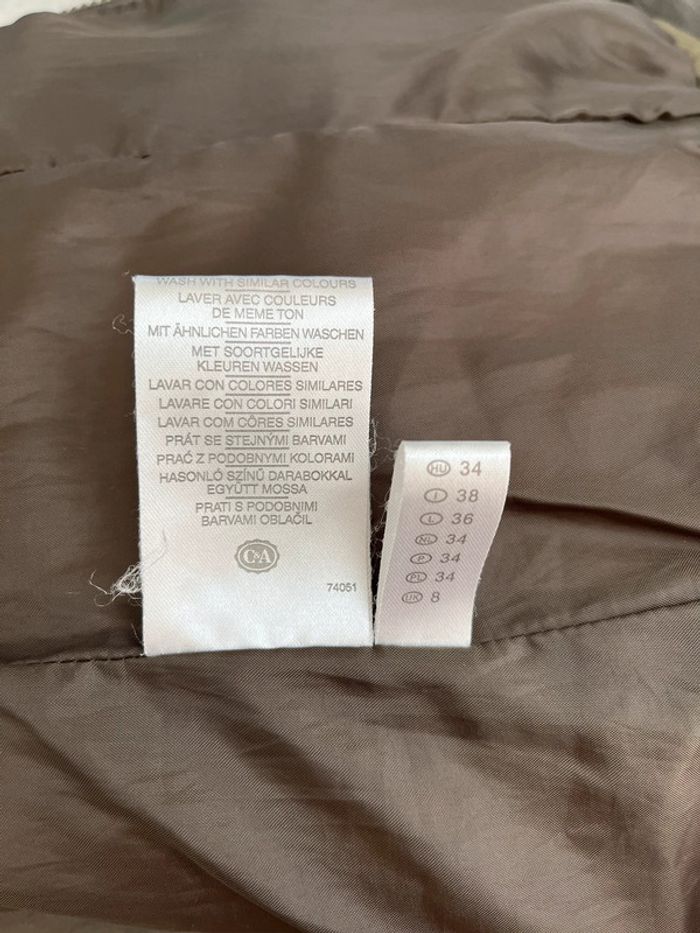 WASH WITH SIMILAR COLOURS
LAVER AVEC COULEURS
DE MEME TON
MIT ÄHNLICHEN FARBEN WASCHEN
MET SOORTGELIJKE
KLEUREN WASSEN
LAVAR CON COLORES SIMILARES
LAVARE CON COLORI SIMILARI
LAVAR COM CÔRES SIMILARES
PRÁT SE STEJNÝMI BARVAMI
PRAĆ Z PODOBNYMI KOLORAMI
HASONLÓ SZÍNŰ DARABOKKAL
EGYÜTT MOSSA
PRATI S PODOBNIMI
BARVAMI OBLAČIL
C&A
74051
HU 34
I 38
L 36
NL 34
P 34
PL 34
UK 8